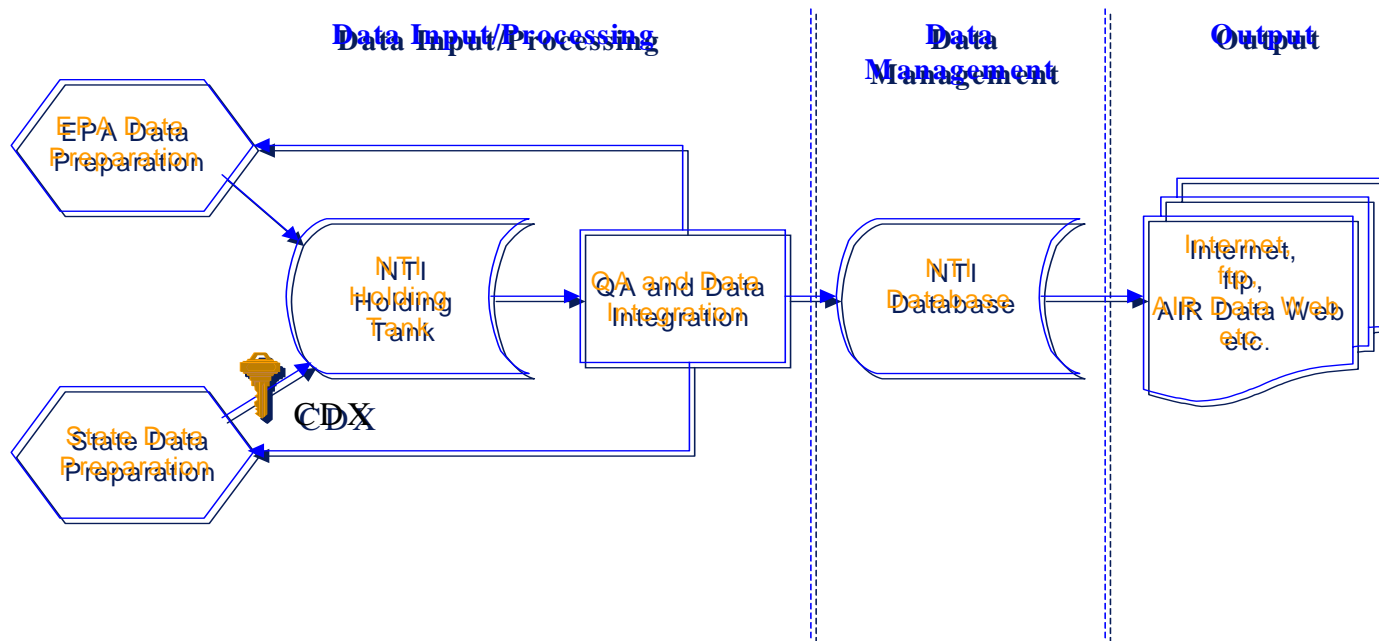 Data Input/Processing
Data
Management
Output
EPA Data
Preparation
NTI
Holding
Tank
QA and Data
Integration
NTI
Database
Internet,
ftp,
AIR Data Web
etc.
CDX
State Data
Preparation